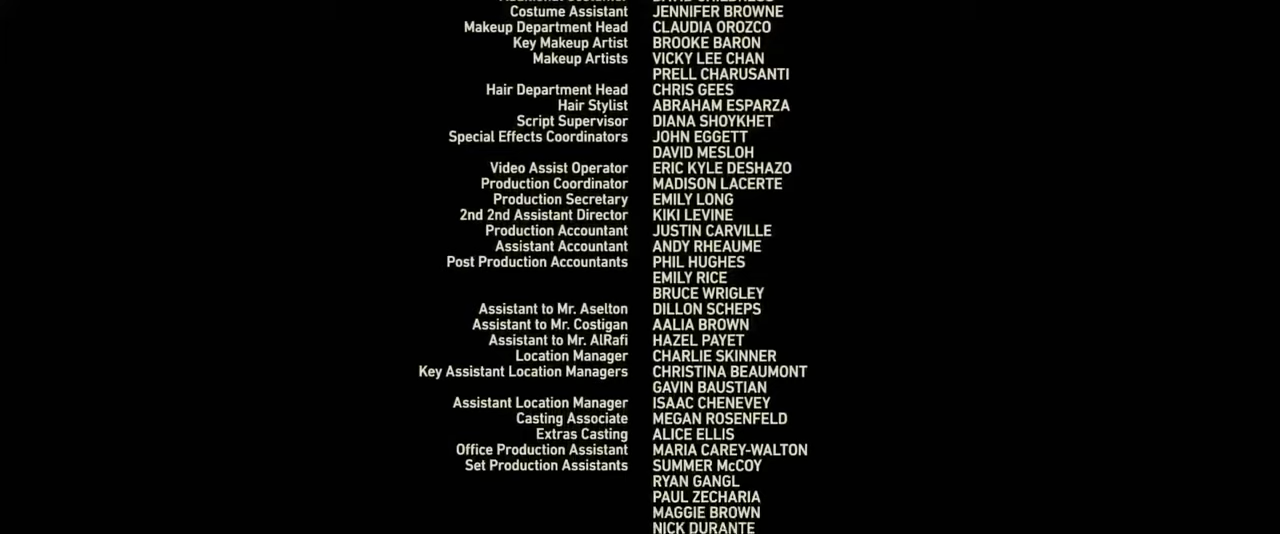 Costume Assistant JENNIFER BROWNE
Makeup Department Head CLAUDIA OROZCO
Key Makeup Artist BROOKE BARON
Makeup Artists VICKY LEE CHAN
PRELL CHARUSANTI
Hair Department Head CHRIS GEES
Hair Stylist ABRAHAM ESPARZA
Script Supervisor DIANA SHOYKHET
Special Effects Coordinators JOHN EGGETT
DAVID MESLOH
Video Assist Operator ERIC KYLE DESHAZO
Production Coordinator MADISON LACERTE
Production Secretary EMILY LONG
2nd 2nd Assistant Director KIKI LEVINE
Production Accountant JUSTIN CARVILLE
Assistant Accountant ANDY RHEAUME
Post Production Accountants PHIL HUGHES
EMILY RICE
BRUCE WRIGLEY
Assistant to Mr. Aselton DILLON SCHEPS
Assistant to Mr. Costigan AALIA BROWN
Assistant to Mr. AlRafi HAZEL PAYET
Location Manager CHARLIE SKINNER
Key Assistant Location Managers CHRISTINA BEAUMONT
GAVIN BAUSTIAN
Assistant Location Manager ISAAC CHENEVEY
Casting Associate MEGAN ROSENFELD
Extras Casting ALICE ELLIS
Office Production Assistant MARIA CAREY-WALTON
Set Production Assistants SUMMER McCOY
RYAN GANGL
PAUL ZECHARIA
MAGGIE BROWN
NICK DURANTE